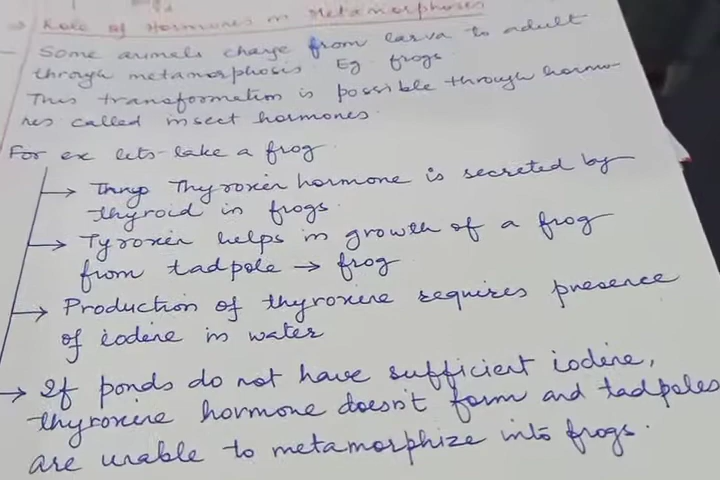 → Role of Hormones in Metamorphosis
– Some animals change from larva to adult
through metamorphosis. Eg frogs
This transformation is possible through hormo-
nes called insect hormones.
For ex lets take a frog
→ Thryo Thyroxin hormone is secreted by
thyroid in frogs.
→ Tyroxin helps in growth of a frog
from tadpole → frog
→ Production of thyroxine requires presence
of iodine in water
→ If ponds do not have sufficient iodine,
thyroxine hormone doesn't form and tadpoles
are unable to metamorphize into frogs.